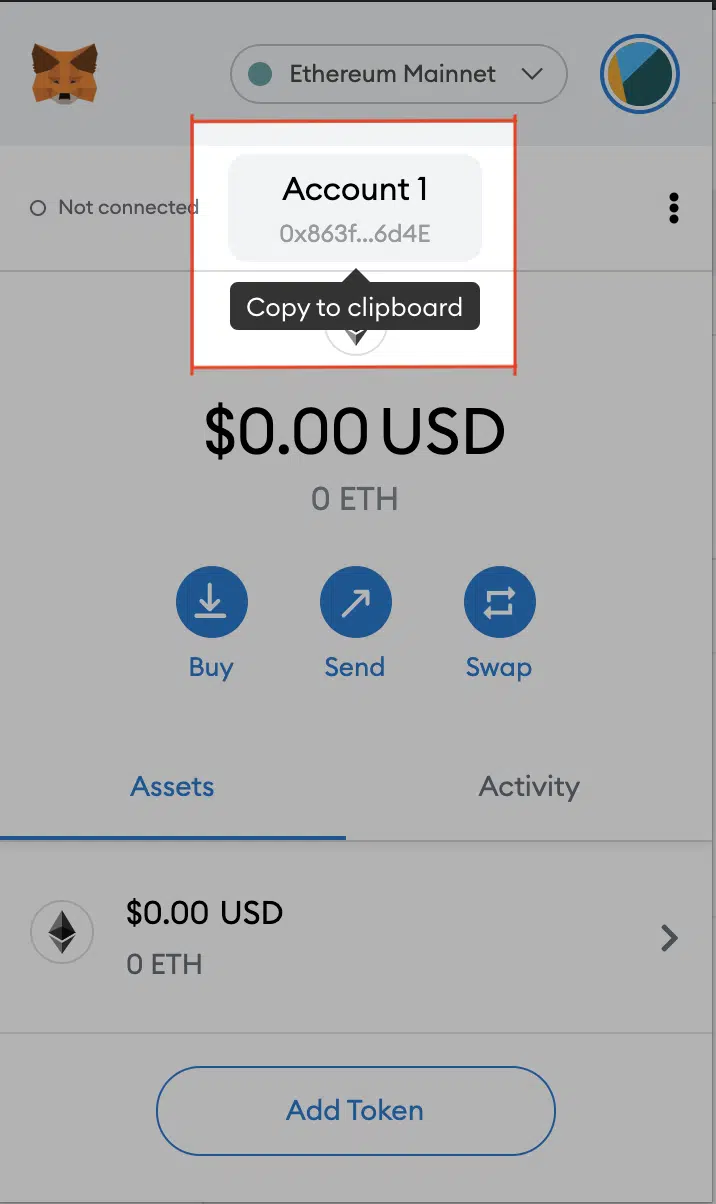 Ethereum Mainnet
Not connected
Account 1
0x863f...6d4E
Copy to clipboard
$0.00 USD
0 ETH
Buy
Send
Swap
Assets
Activity
$0.00 USD
0 ETH
Add Token